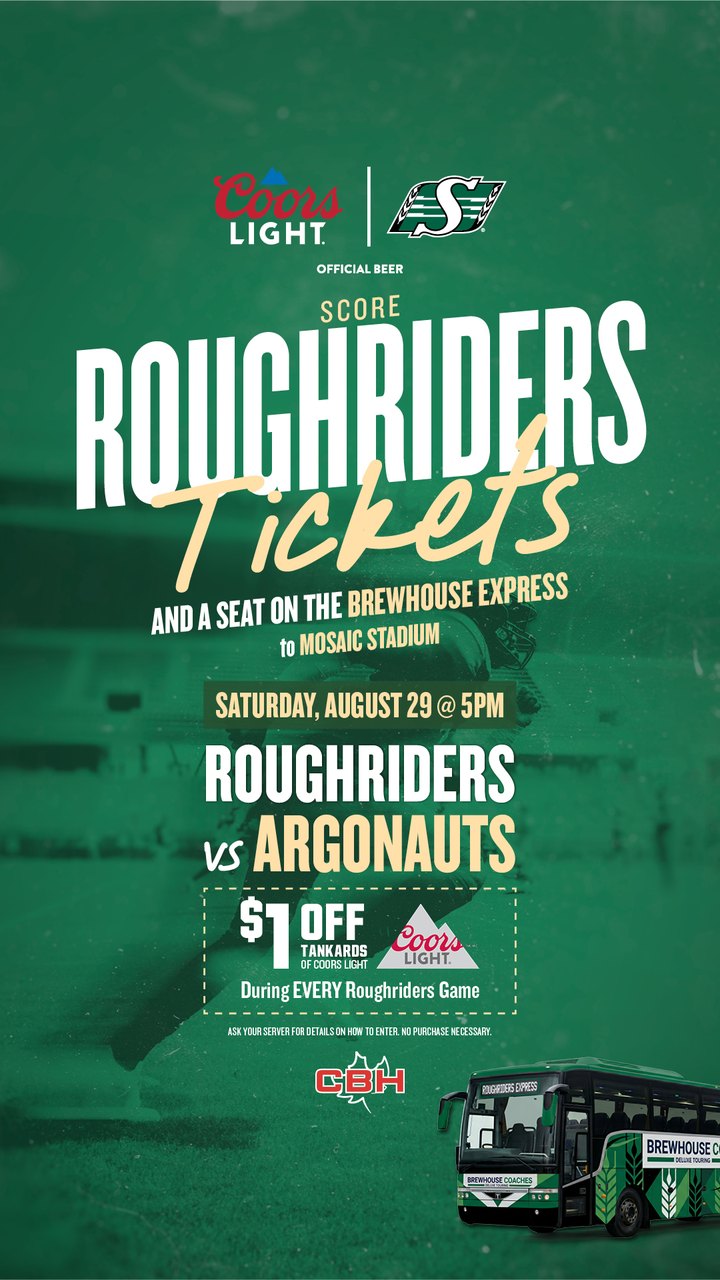 Coors
LIGHT.
S
OFFICIAL BEER
SCORE
ROUGHRIDERS
Tickets
AND A SEAT ON THE BREWHOUSE EXPRESS
to MOSAIC STADIUM
SATURDAY, AUGUST 29 @ 5PM
ROUGHRIDERS
vs ARGONAUTS
$1 OFF
TANKARDS
OF COORS LIGHT
Coors
LIGHT.
During EVERY Roughriders Game
ASK YOUR SERVER FOR DETAILS ON HOW TO ENTER. NO PURCHASE NECESSARY.
CBH
ROUGHRIDERS EXPRESS
BREWHOUSE C
DELUXE TOURING
BREWHOUSE COACHES
DELUXE TOURING